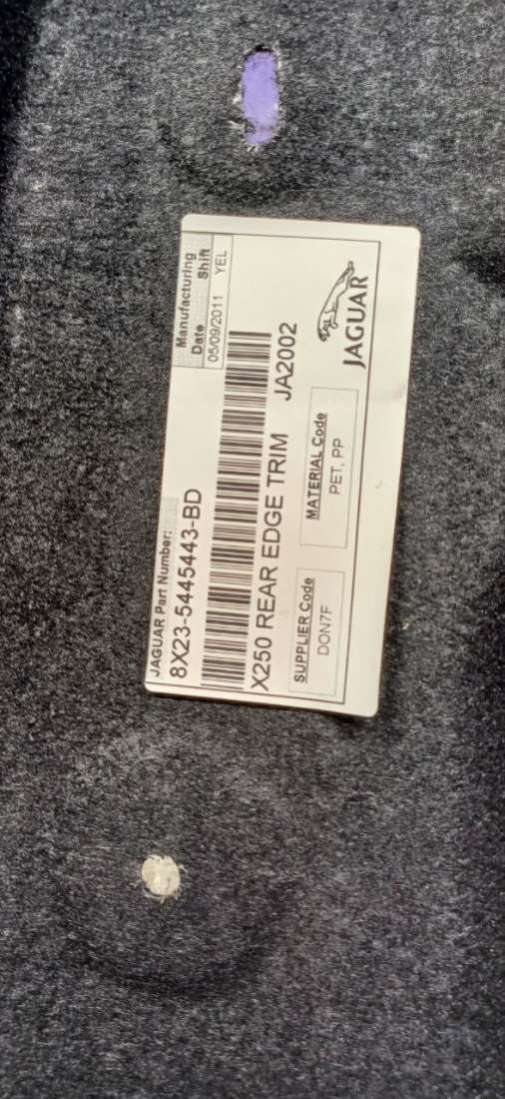 JAGUAR Part Number:
8X23-5445443-BD
Manufacturing
Date Shift
05/09/2011 YEL
X250 REAR EDGE TRIM JA2002
SUPPLIER Code
DON7F
MATERIAL Code
PET, PP
JAGUAR